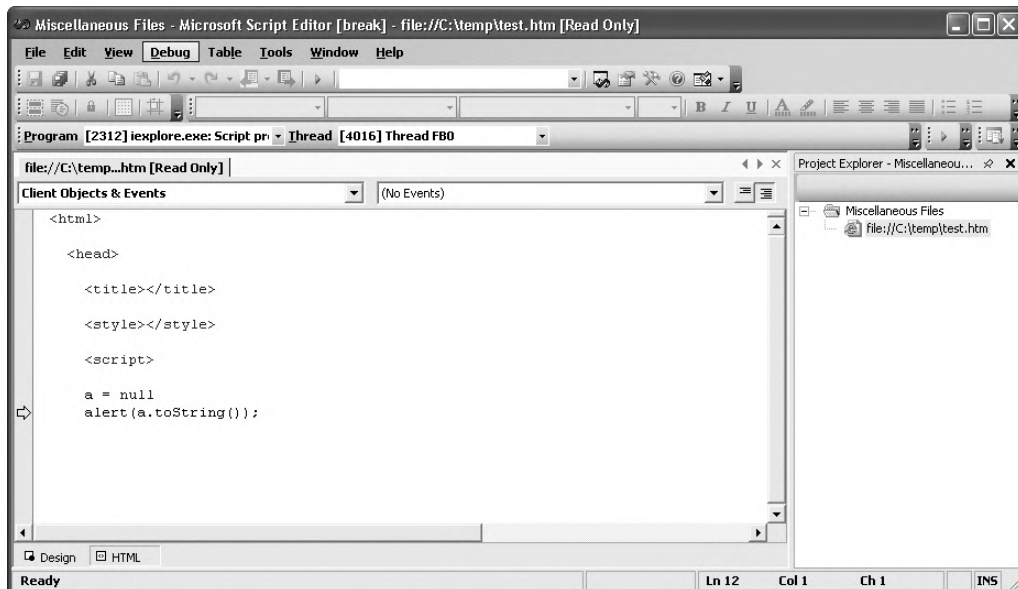 Miscellaneous Files - Microsoft Script Editor [break] - file://C:\temp\test.htm [Read Only]
File Edit View Debug Table Tools Window Help
B I U A
Program [2312] iexplore.exe: Script pr Thread [4016] Thread FB0
file://C:\temp...htm [Read Only]
Project Explorer - Miscellaneou...
Client Objects & Events
(No Events)
Miscellaneous Files
file://C:\temp\test.htm
<html>
<head>
<title></title>
<style></style>
<script>
a = null
alert(a.toString());
Design HTML
Ready Ln 12 Col 1 Ch 1 INS